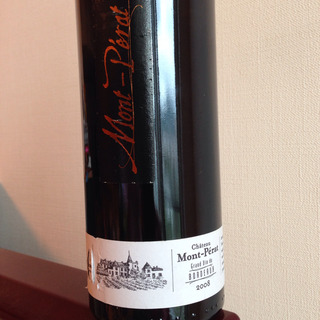 Mont-Pérat
Château
Mont-Pérat
Grand Vin de
BORDEAUX
2008